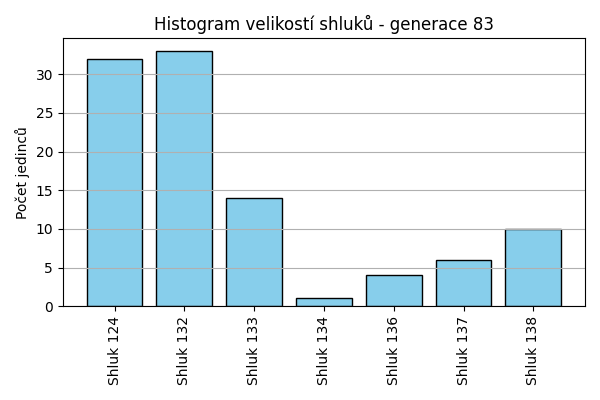 Histogram velikostí shluků - generace 83
Počet jedinců
30
25
20
15
10
5
0
Shluk 124
Shluk 132
Shluk 133
Shluk 134
Shluk 136
Shluk 137
Shluk 138